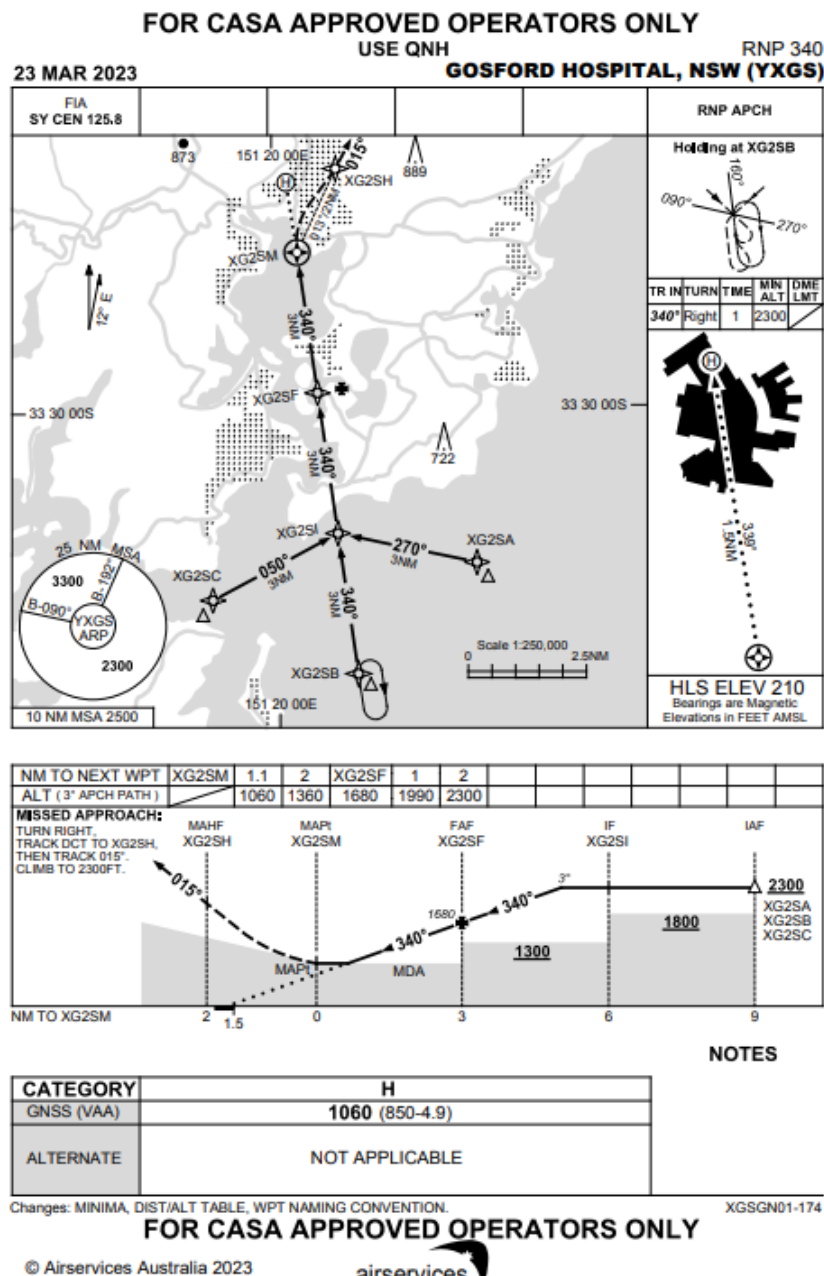 FOR CASA APPROVED OPERATORS ONLY
USE QNH
RNP 340
23 MAR 2023
GOSFORD HOSPITAL, NSW (YXGS)
FIA
SY CEN 125.8
RNP APCH
873
151 20 00E
015°
889
XG2SH
H
013°/2NM
XG2SM
12° E
340°
3NM
XG2SF
33 30 00S
33 30 00S
722
340°
3NM
XG2SI
XG2SA
270°
3NM
XG2SC
050°
3NM
340°
3NM
XG2SB
151 20 00E
Scale 1:250,000
0
2.5NM
25 NM MSA
3300
B-192°
B-090°
YXGS
ARP
2300
10 NM MSA 2500
Holding at XG2SB
160°
090°
270°
TR IN TURN TIME MIN ALT DME LMT
340° Right 1 2300
H
339°
1.5NM
HLS ELEV 210
Bearings are Magnetic
Elevations in FEET AMSL
NM TO NEXT WPT XG2SM 1.1 2 XG2SF 1 2
ALT (3° APCH PATH) 1060 1360 1680 1990 2300
MISSED APPROACH:
TURN RIGHT,
TRACK DCT TO XG2SH,
THEN TRACK 015°.
CLIMB TO 2300FT.
MAHF
XG2SH
MAPt
XG2SM
FAF
XG2SF
IF
XG2SI
IAF
015°
3°
2300
XG2SA
XG2SB
XG2SC
1680
340°
340°
1800
1300
MAPt
MDA
NM TO XG2SM 2 1.5 0 3 6 9
NOTES
CATEGORY H
GNSS (VAA) 1060 (850-4.9)
ALTERNATE NOT APPLICABLE
Changes: MINIMA, DIST/ALT TABLE, WPT NAMING CONVENTION.
XGSGN01-174
FOR CASA APPROVED OPERATORS ONLY
© Airservices Australia 2023
airservices